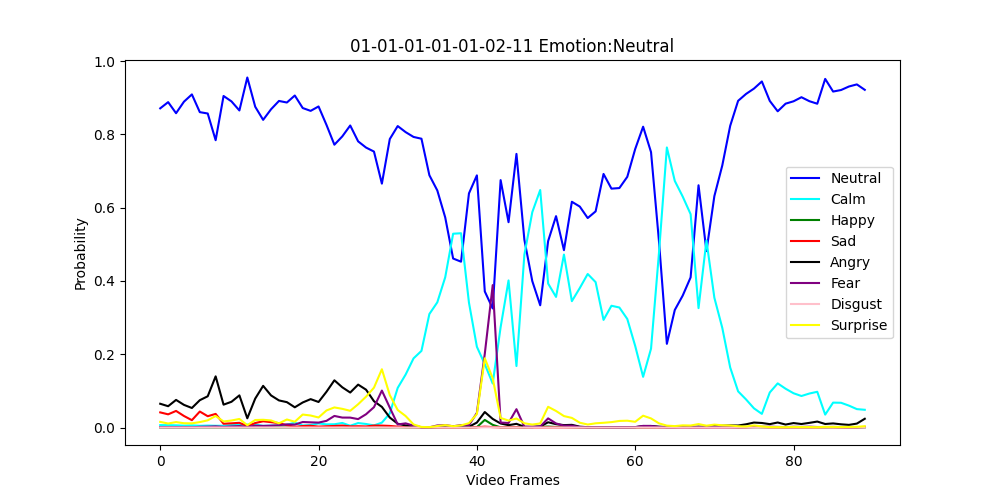 01-01-01-01-01-02-11 Emotion:Neutral
1.0
0.8
0.6
0.4
0.2
0.0
Probability
0
20
40
60
80
Video Frames
Neutral
Calm
Happy
Sad
Angry
Fear
Disgust
Surprise